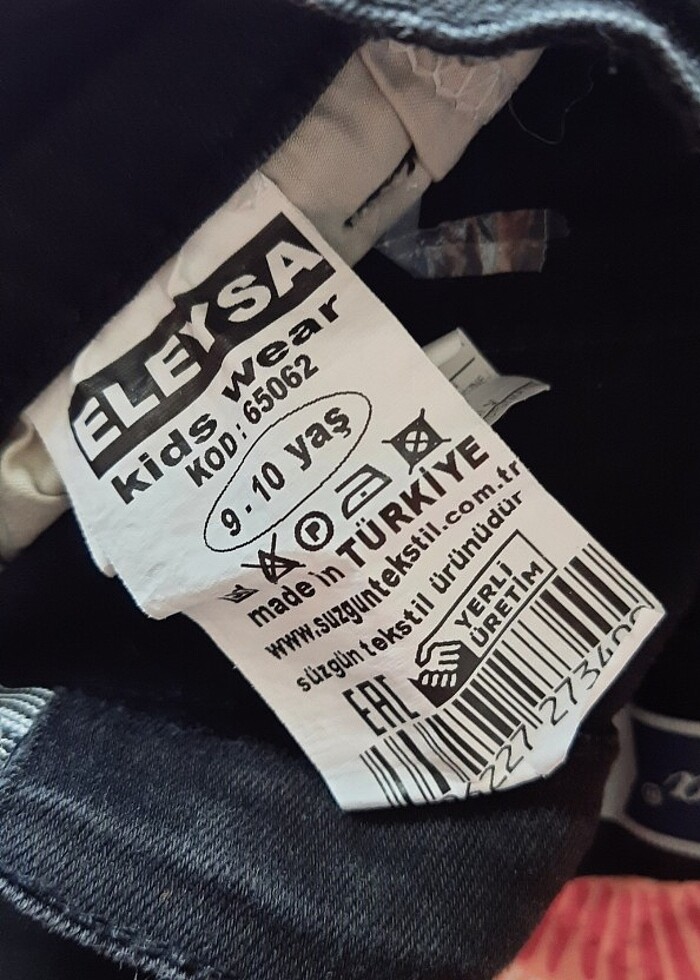 ELEYSA
kids wear
KOD: 65062
9 - 10 yaş
P
made in TÜRKİYE
www.suzguntekstil.com.tr
süzgün tekstil ürünüdür
YERLİ
ÜRETİM
EAC